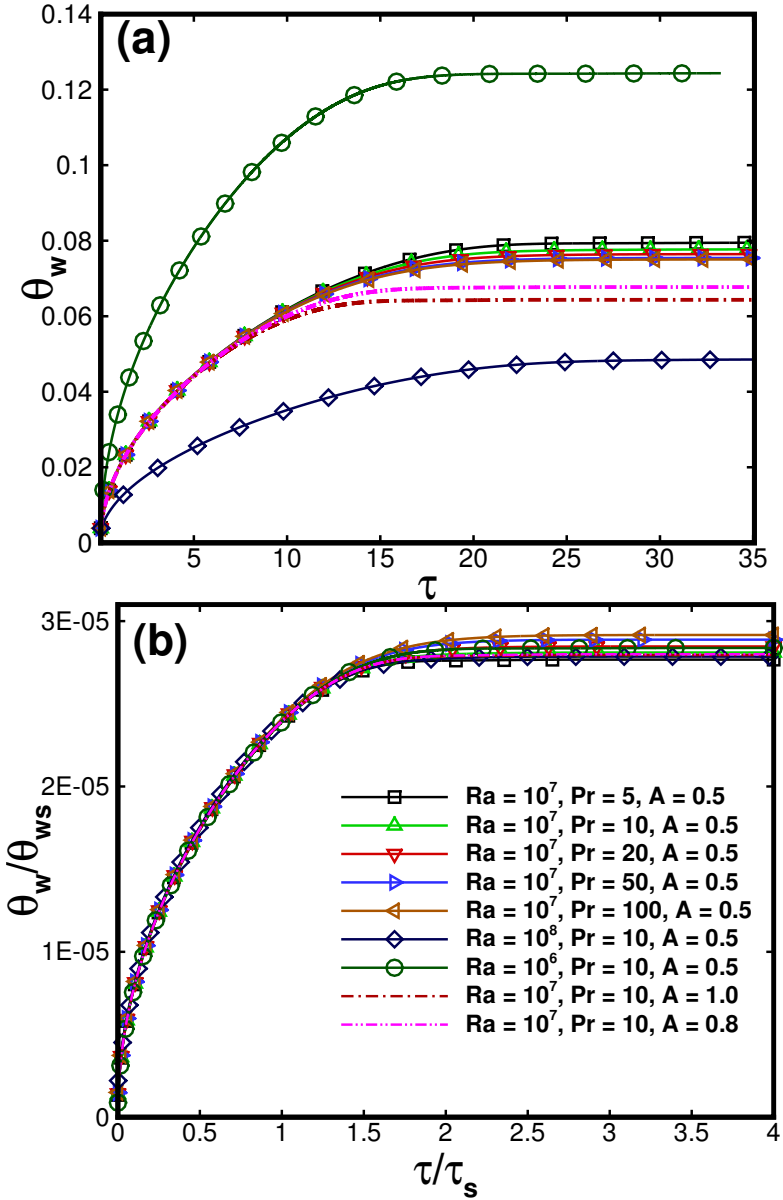 0.14
(a)
0.12
0.1
0.08
θw
0.06
0.04
0.02
0
5 10 15 20 25 30 35
τ
3E-05
(b)
2E-05
θw/θws
1E-05
0
Ra = 10⁷, Pr = 5, A = 0.5
Ra = 10⁷, Pr = 10, A = 0.5
Ra = 10⁷, Pr = 20, A = 0.5
Ra = 10⁷, Pr = 50, A = 0.5
Ra = 10⁷, Pr = 100, A = 0.5
Ra = 10⁸, Pr = 10, A = 0.5
Ra = 10⁶, Pr = 10, A = 0.5
Ra = 10⁷, Pr = 10, A = 1.0
Ra = 10⁷, Pr = 10, A = 0.8
0 0.5 1 1.5 2 2.5 3 3.5 4
τ/τs